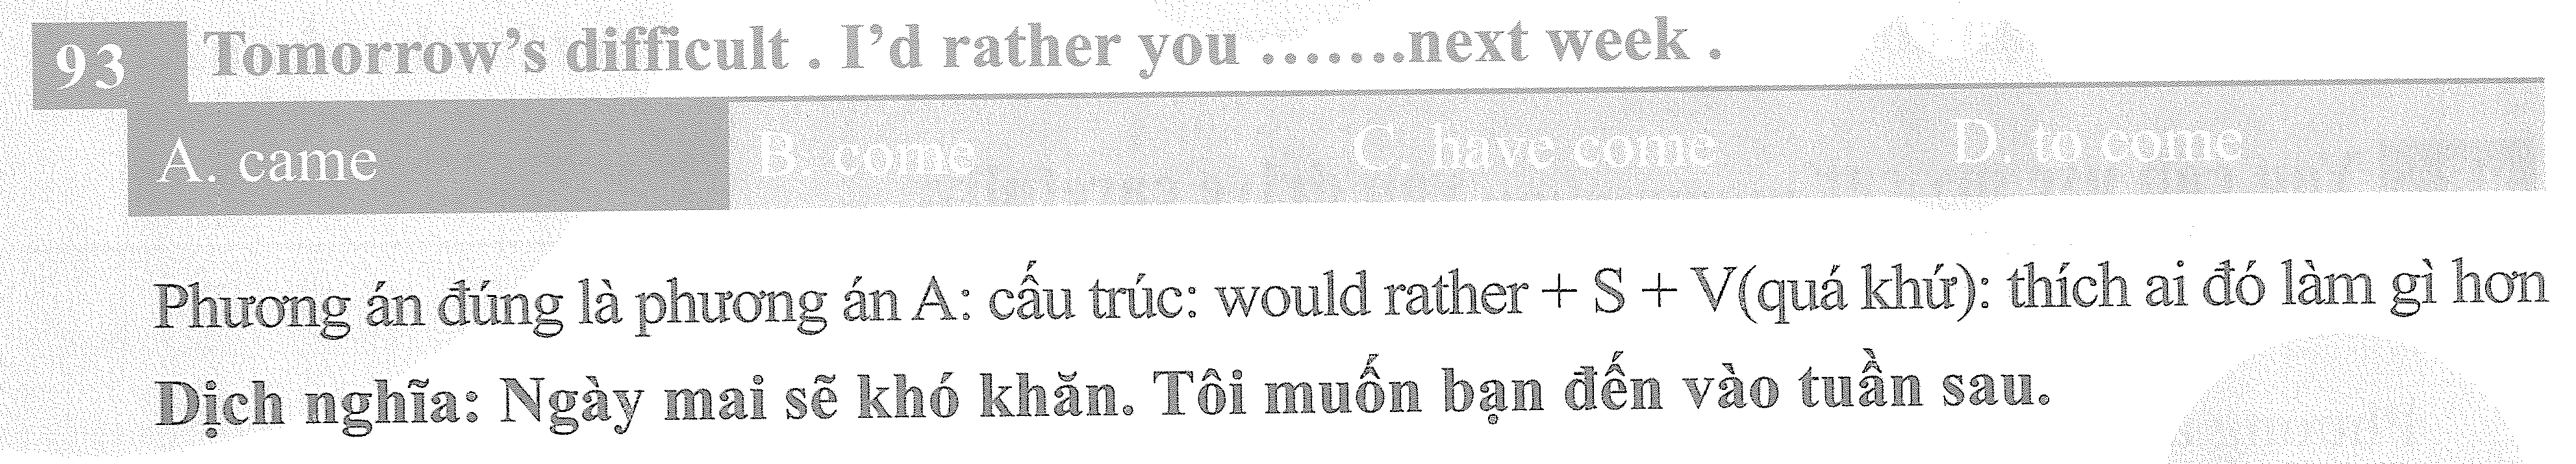 93 Tomorrow's difficult . I'd rather you .......next week .
A. came B. come C. have come D. to come
Phương án đúng là phương án A: cấu trúc: would rather + S + V(quá khứ): thích ai đó làm gì hơn
Dịch nghĩa: Ngày mai sẽ khó khăn. Tôi muốn bạn đến vào tuần sau.